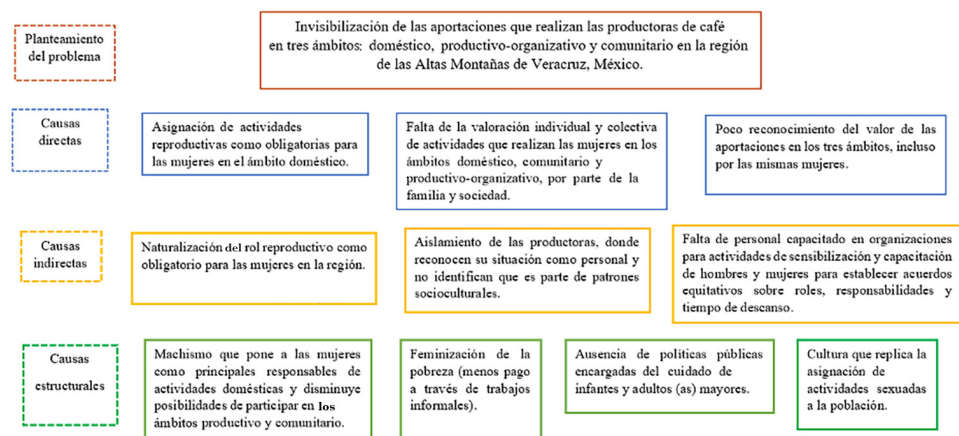 Planteamiento
del problema
Invisibilización de las aportaciones que realizan las productoras de café
en tres ámbitos: doméstico, productivo-organizativo y comunitario en la región
de las Altas Montañas de Veracruz, México.
Causas
directas
Asignación de actividades
reproductivas como obligatorias para
las mujeres en el ámbito doméstico.
Falta de la valoración individual y colectiva
de actividades que realizan las mujeres en los
ámbitos doméstico, comunitario y
productivo-organizativo, por parte de la
familia y sociedad.
Poco reconocimiento del valor de las
aportaciones en los tres ámbitos, incluso
por las mismas mujeres.
Causas
indirectas
Naturalización del rol reproductivo como
obligatorio para las mujeres en la región.
Aislamiento de las productoras, donde
reconocen su situación como personal y
no identifican que es parte de patrones
socioculturales.
Falta de personal capacitado en organizaciones
para actividades de sensibilización y capacitación
de hombres y mujeres para establecer acuerdos
equitativos sobre roles, responsabilidades y
tiempo de descanso.
Causas
estructurales
Machismo que pone a las mujeres
como principales responsables de
actividades domésticas y disminuye
posibilidades de participar en los
ámbitos productivo y comunitario.
Feminización de la
pobreza (menos pago
a través de trabajos
informales).
Ausencia de políticas públicas
encargadas del cuidado de
infantes y adultos (as) mayores.
Cultura que replica la
asignación de
actividades sexuadas
a la población.